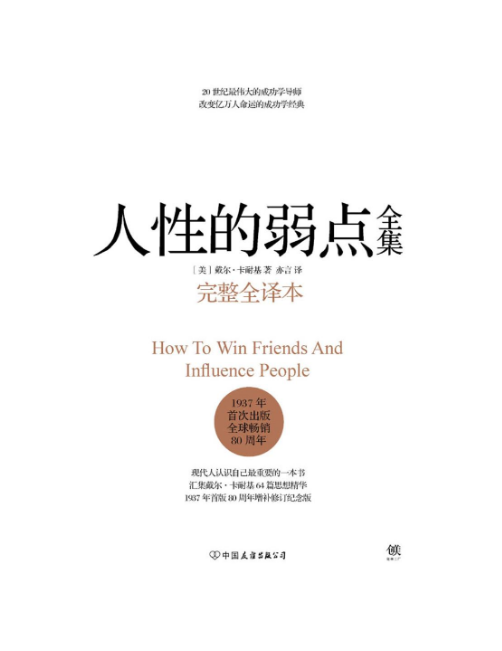 20 世纪最伟大的成功学导师
改变亿万人命运的成功学经典
人性的弱点全集
［美］戴尔·卡耐基 著 亦言 译
完整全译本
How To Win Friends And
Influence People
1937 年
首次出版
全球畅销
80 周年
现代人认识自己最重要的一本书
汇集戴尔·卡耐基 64 篇思想精华
1937 年首版 80 周年增补修订纪念版
中国友谊出版公司